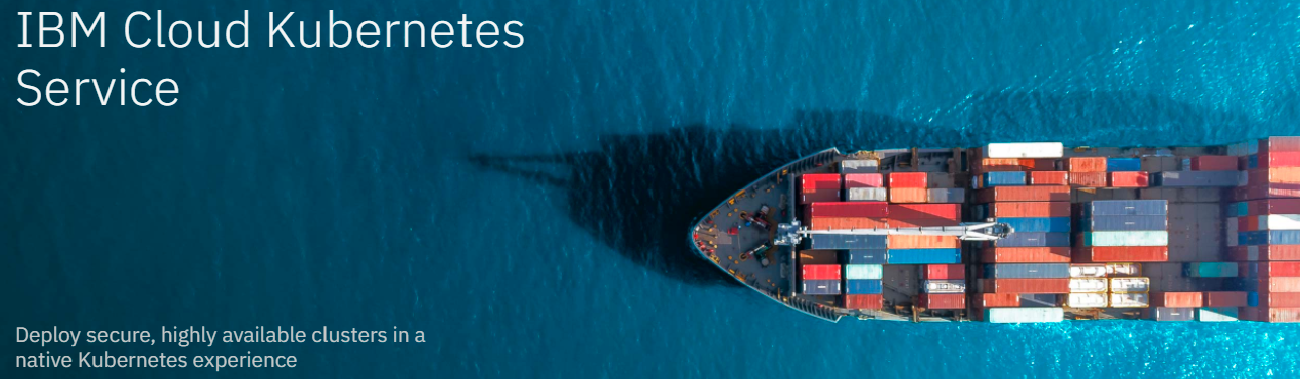 IBM Cloud Kubernetes
Service
Deploy secure, highly available clusters in a
native Kubernetes experience